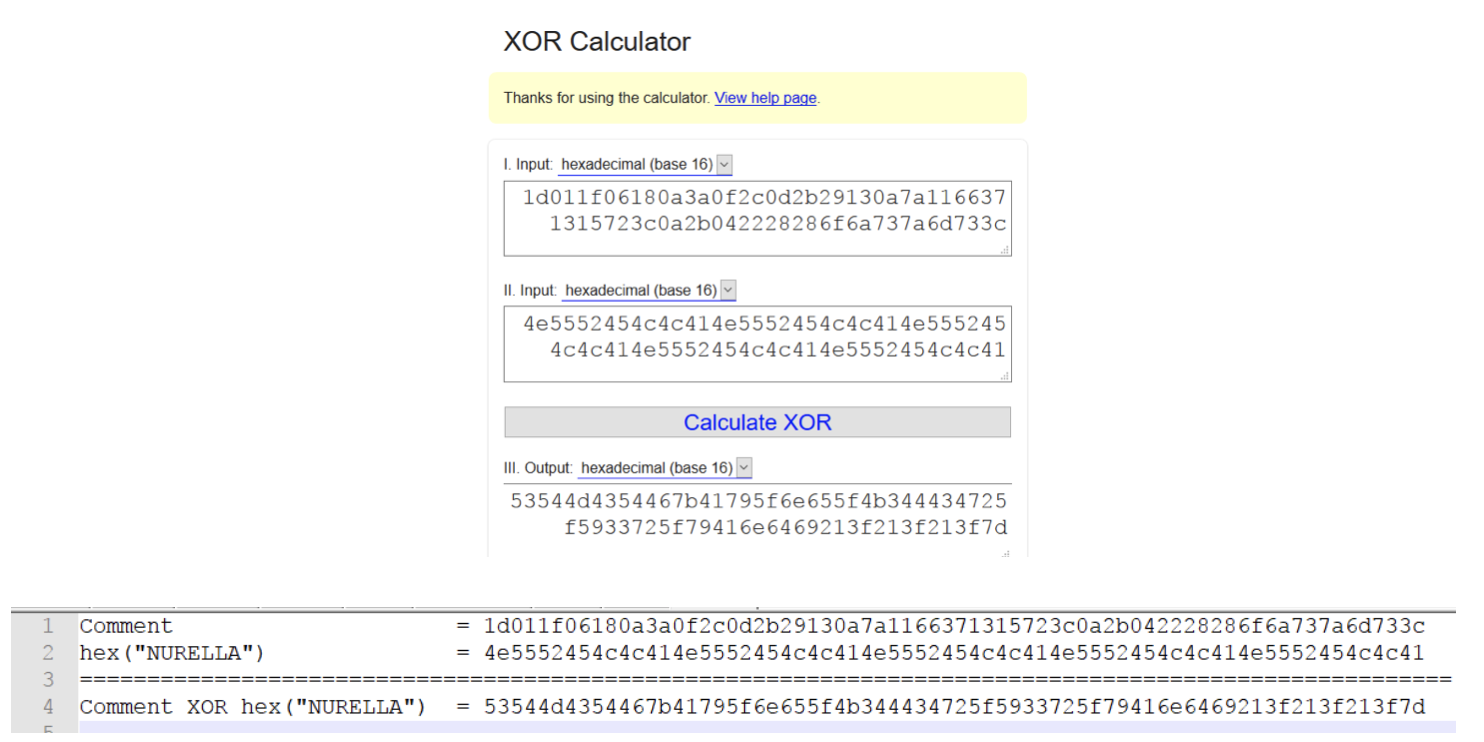 XOR Calculator
Thanks for using the calculator. View help page.
I. Input: hexadecimal (base 16)
1d011f06180a3a0f2c0d2b29130a7a116637
1315723c0a2b042228286f6a737a6d733c
II. Input: hexadecimal (base 16)
4e5552454c4c414e5552454c4c414e555245
4c4c414e5552454c4c414e5552454c4c41
Calculate XOR
III. Output: hexadecimal (base 16)
53544d4354467b41795f6e655f4b344434725
f5933725f79416e6469213f213f213f7d
1 Comment = 1d011f06180a3a0f2c0d2b29130a7a1166371315723c0a2b042228286f6a737a6d733c
2 hex("NURELLA") = 4e5552454c4c414e5552454c4c414e5552454c4c414e5552454c4c414e5552454c4c41
3 ======================================================================================================
4 Comment XOR hex("NURELLA") = 53544d4354467b41795f6e655f4b344434725f5933725f79416e6469213f213f213f7d
5